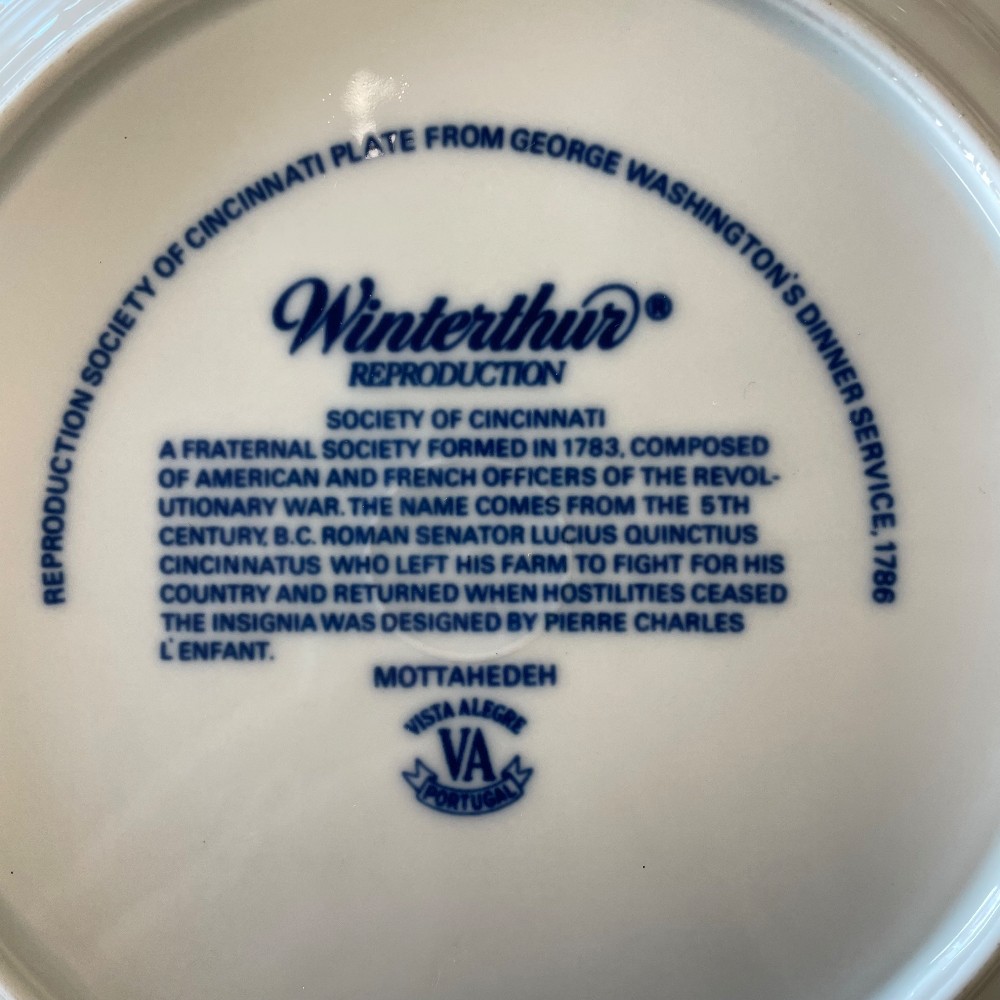 REPRODUCTION SOCIETY OF CINCINNATI PLATE FROM GEORGE WASHINGTON'S DINNER SERVICE, 1786
Winterthur®
REPRODUCTION
SOCIETY OF CINCINNATI
A FRATERNAL SOCIETY FORMED IN 1783, COMPOSED
OF AMERICAN AND FRENCH OFFICERS OF THE REVOL-
UTIONARY WAR. THE NAME COMES FROM THE 5TH
CENTURY, B.C. ROMAN SENATOR LUCIUS QUINCTIUS
CINCINNATUS WHO LEFT HIS FARM TO FIGHT FOR HIS
COUNTRY AND RETURNED WHEN HOSTILITIES CEASED
THE INSIGNIA WAS DESIGNED BY PIERRE CHARLES
L'ENFANT.
MOTTAHEDEH
VISTA ALEGRE
VA
PORTUGAL